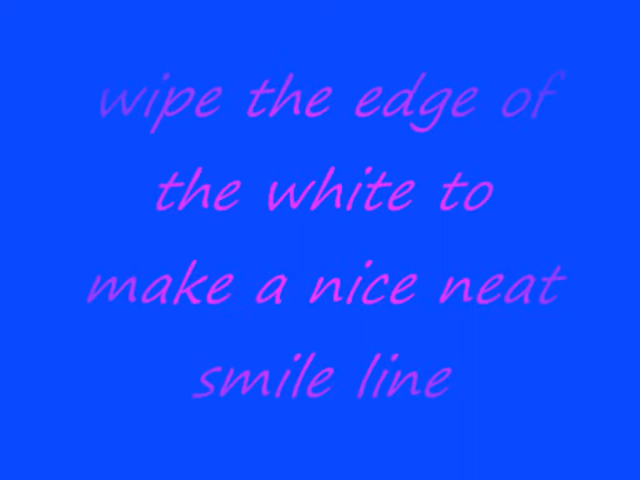 wipe the edge of
the white to
make a nice neat
smile line